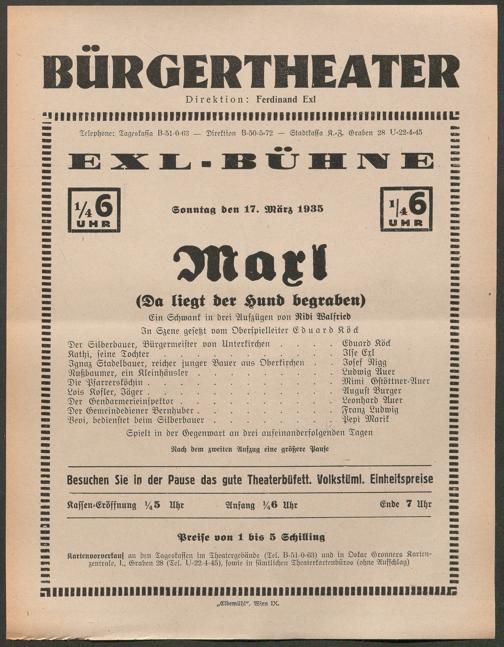 BÜRGERTHEATER
Direktion: Ferdinand Exl
Telephone: Tageskassa B-51-0-63 — Direktion B-50-5-72 — Stadtkassa K.-J. Graben 28 U-22-4-45
EXL-BÜHNE
1/4 6 UHR
Sonntag den 17. März 1935
1/4 6 UHR
Maxl
(Da liegt der Hund begraben)
Ein Schwank in drei Aufzügen von Ridi Walfried
In Szene gesetzt vom Oberspielleiter Eduard Köck
Der Silberbauer, Bürgermeister von Unterkirchen . . . . . Eduard Köck
Kathi, seine Tochter . . . . . Ilse Exl
Ignaz Stadelbauer, reicher junger Bauer aus Oberkirchen . . . . . Josef Rigg
Nußbaumer, ein Kleinhäusler . . . . . Ludwig Auer
Die Pfarrersköchin . . . . . Mimi Gstöttner-Auer
Lois Kofler, Jäger . . . . . August Burger
Der Gendarmerieinspektor . . . . . Leonhard Auer
Der Gemeindediener Bernhuber . . . . . Franz Ludwig
Vevi, bedienstet beim Silberbauer . . . . . Pepi Marik
Spielt in der Gegenwart an drei aufeinanderfolgenden Tagen
Nach dem zweiten Aufzug eine größere Pause
Besuchen Sie in der Pause das gute Theaterbüfett. Volkstüml. Einheitspreise
Kassen-Eröffnung 1/4 5 Uhr Anfang 1/4 6 Uhr Ende 7 Uhr
Preise von 1 bis 5 Schilling
Kartenvorverkauf an den Tageskassen im Theatergebäude (Tel. B-51-0-63) und in Oskar Gronners Karten-
zentrale, I., Graben 28 (Tel. U-22-4-45), sowie in sämtlichen Theaterkartenbüros (ohne Aufschlag)
„Elbemühl“, Wien IX.